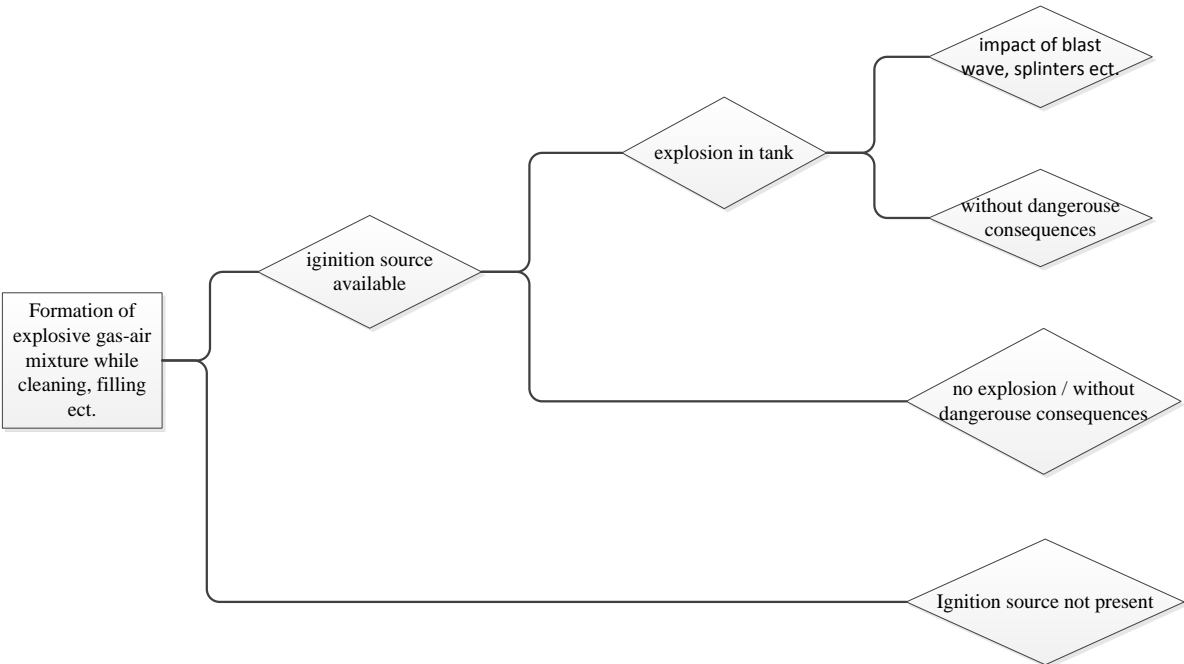 impact of blast
wave, splinters ect.
explosion in tank
without dangerouse
consequences
iginition source
available
Formation of
explosive gas-air
mixture while
cleaning, filling
ect.
no explosion / without
dangerouse consequences
Ignition source not present